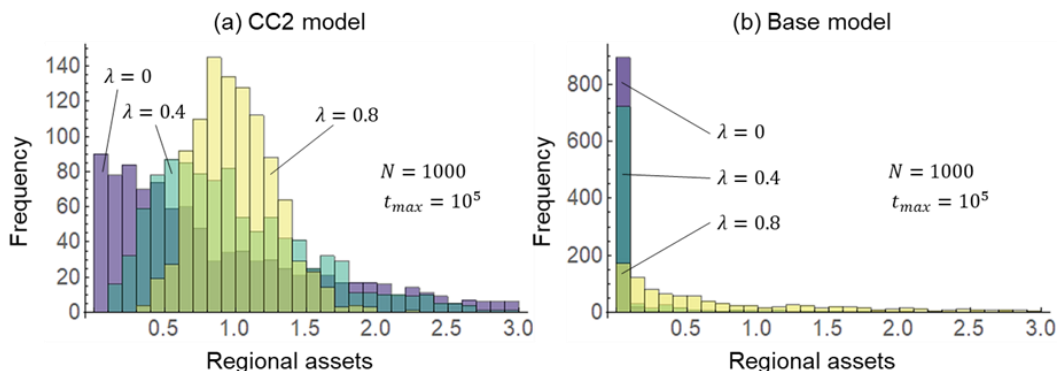 (a) CC2 model
140
120
100
80
60
40
20
0
Frequency
λ = 0
λ = 0.4
λ = 0.8
N = 1000
t_max = 10^5
0.5 1.0 1.5 2.0 2.5 3.0
Regional assets
(b) Base model
800
600
400
200
0
Frequency
λ = 0
λ = 0.4
λ = 0.8
N = 1000
t_max = 10^5
0.5 1.0 1.5 2.0 2.5 3.0
Regional assets